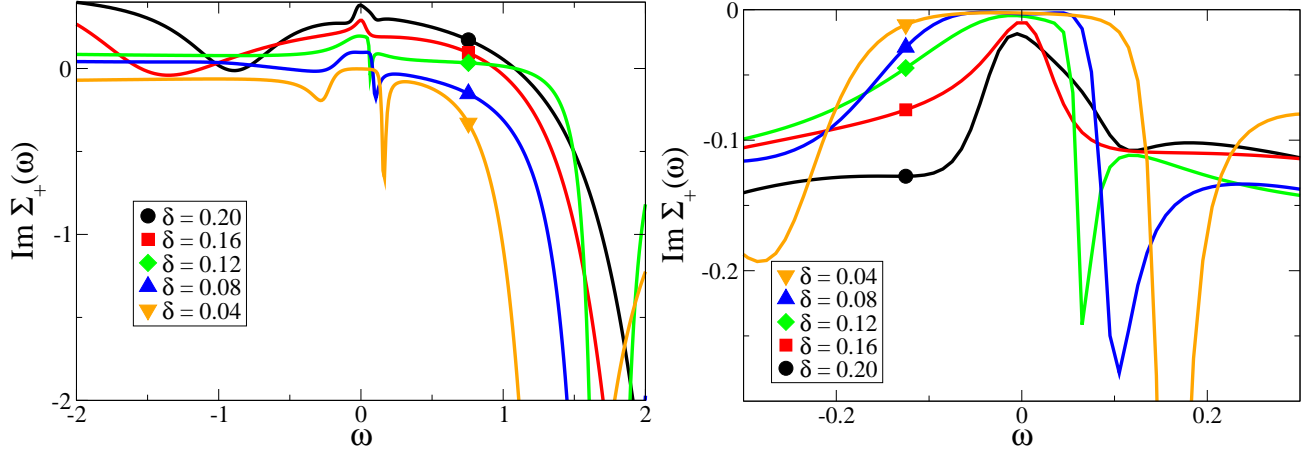 Im Σ₊(ω)
0
-1
-2
δ = 0.20
δ = 0.16
δ = 0.12
δ = 0.08
δ = 0.04
-2
-1
0
1
2
ω
Im Σ₊(ω)
0
-0.1
-0.2
δ = 0.04
δ = 0.08
δ = 0.12
δ = 0.16
δ = 0.20
-0.2
0
0.2
ω